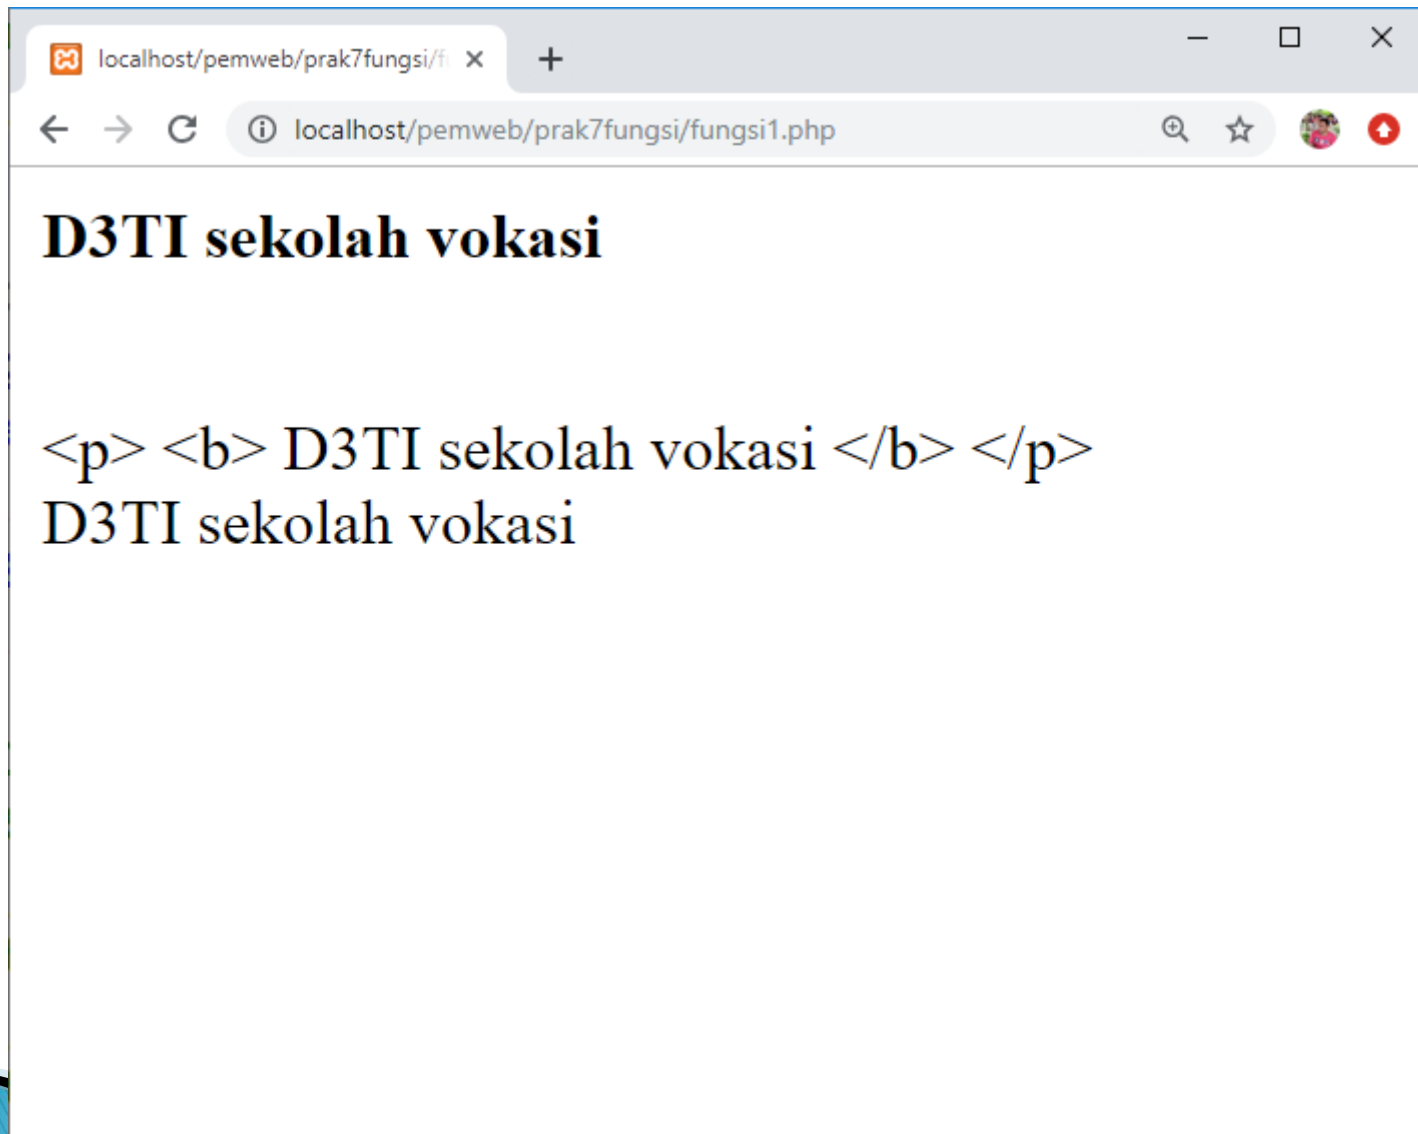 localhost/pemweb/prak7fungsi/f
localhost/pemweb/prak7fungsi/fungsi1.php
D3TI sekolah vokasi
<p> <b> D3TI sekolah vokasi </b> </p>
D3TI sekolah vokasi